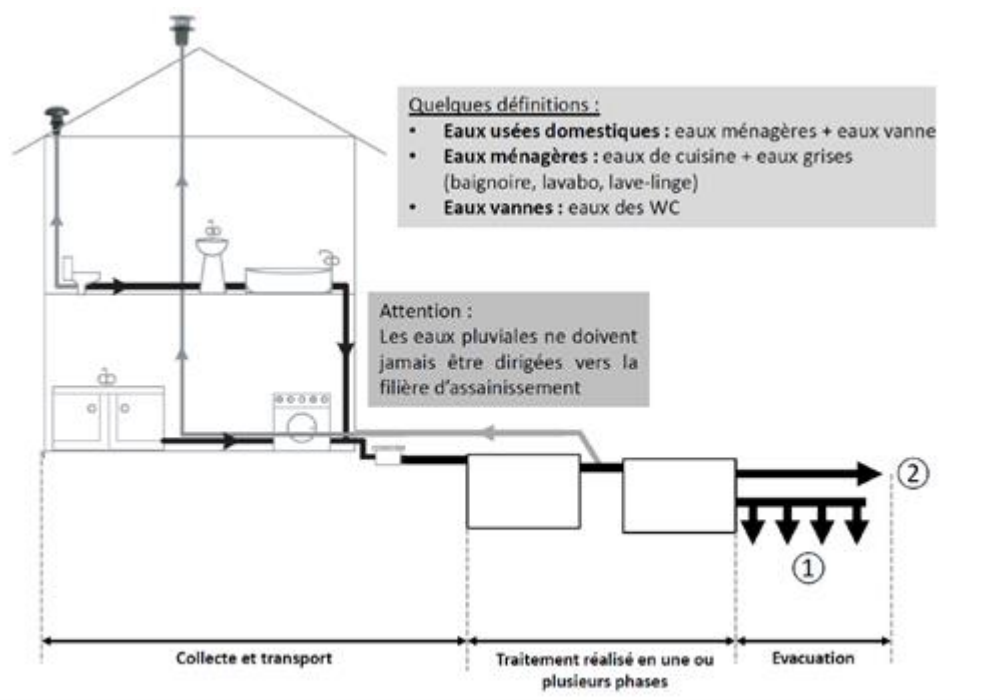 Quelques définitions :
• Eaux usées domestiques : eaux ménagères + eaux vanne
• Eaux ménagères : eaux de cuisine + eaux grises
(baignoire, lavabo, lave-linge)
• Eaux vannes : eaux des WC
Attention :
Les eaux pluviales ne doivent
jamais être dirigées vers la
filière d'assainissement
②
①
Collecte et transport
Traitement réalisé en une ou
plusieurs phases
Evacuation